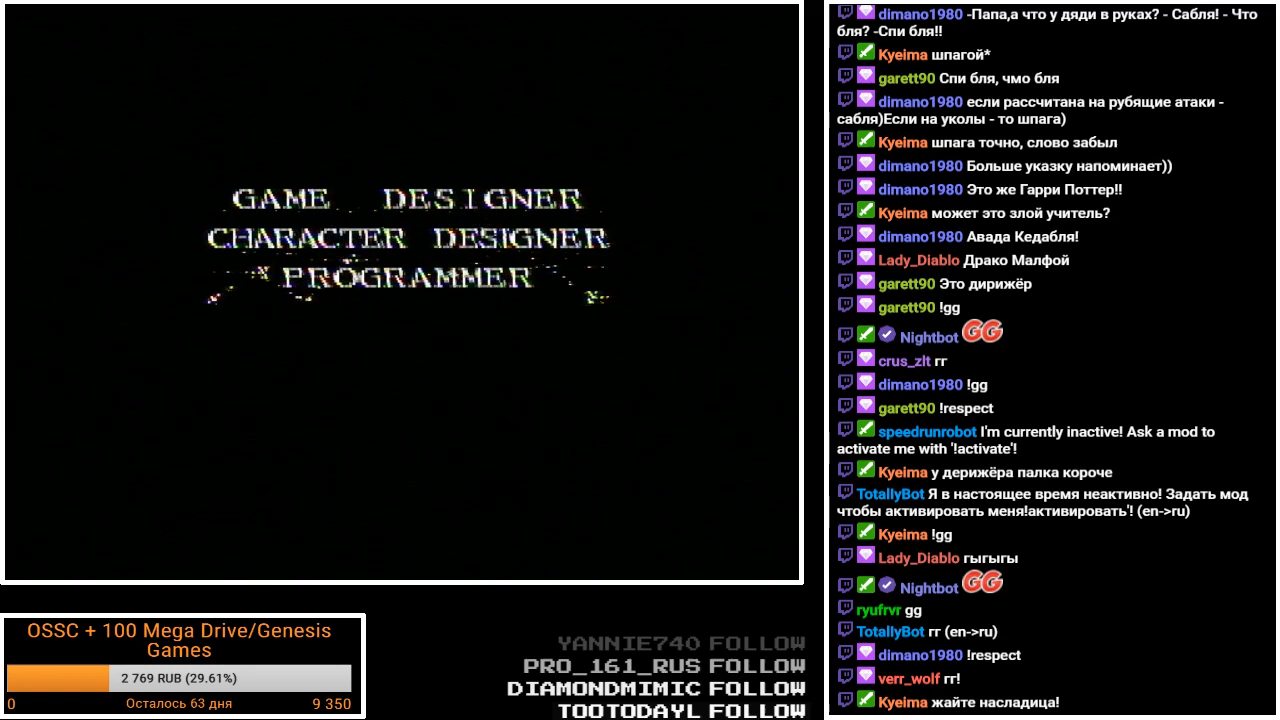 GAME DESIGNER
CHARACTER DESIGNER
PROGRAMMER
OSSC + 100 Mega Drive/Genesis
Games
2 769 RUB (29.61%)
0
Осталось 63 дня
9 350
YANNIE740 FOLLOW
PRO_161_RUS FOLLOW
DIAMONDMIMIC FOLLOW
TOOTODAYL FOLLOW
dimano1980 -Папа,а что у дяди в руках? - Сабля! - Что
бля? -Спи бля!!
Kyeima шпагой*
garett90 Спи бля, чмо бля
dimano1980 если рассчитана на рубящие атаки -
сабля)Если на уколы - то шпага)
Kyeima шпага точно, слово забыл
dimano1980 Больше указку напоминает))
dimano1980 Это же Гарри Поттер!!
Kyeima может это злой учитель?
dimano1980 Авада Кедабля!
Lady_Diablo Драко Малфой
garett90 Это дирижёр
garett90 !gg
Nightbot GG
crus_zlt гг
dimano1980 !gg
garett90 !respect
speedrunrobot I'm currently inactive! Ask a mod to
activate me with '!activate'!
Kyeima у дерижёра палка короче
TotallyBot Я в настоящее время неактивно! Задать мод
чтобы активировать меня!активировать'! (en->ru)
Kyeima !gg
Lady_Diablo гыгыгы
Nightbot GG
ryufrvr gg
TotallyBot гг (en->ru)
dimano1980 !respect
verr_wolf гг!
Kyeima жайте насладица!